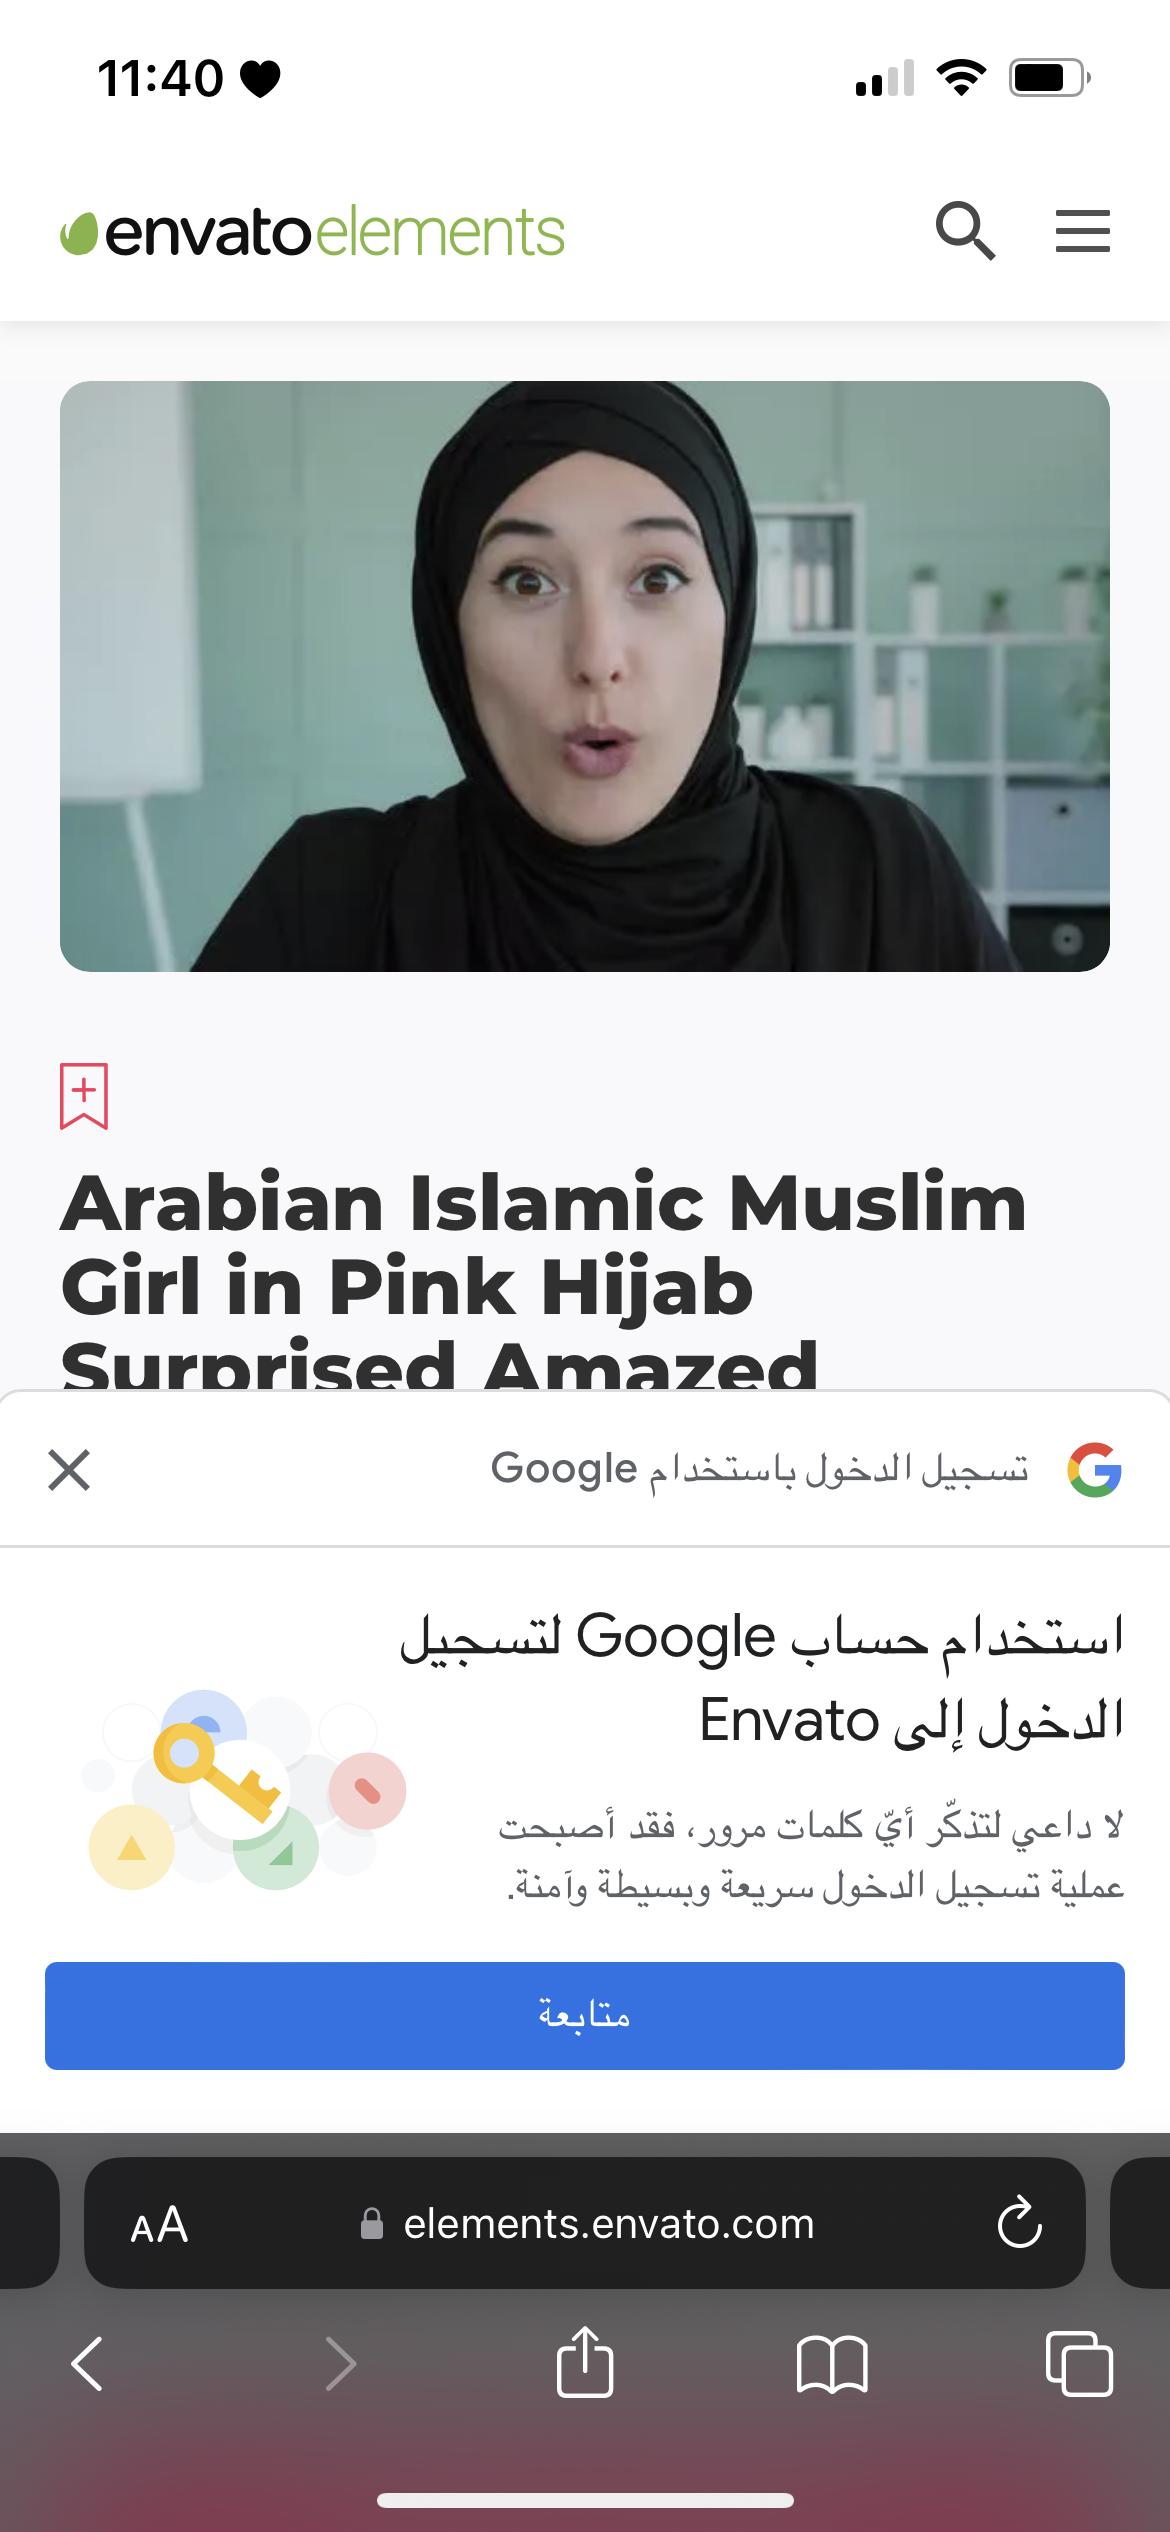 11:40
envato elements
Arabian Islamic Muslim
Girl in Pink Hijab
Surprised Amazed
تسجيل الدخول باستخدام Google
استخدام حساب Google لتسجيل
الدخول إلى Envato
لا داعي لتذكّر أيّ كلمات مرور، فقد أصبحت
عملية تسجيل الدخول سريعة وبسيطة وآمنة.
متابعة
AA elements.envato.com